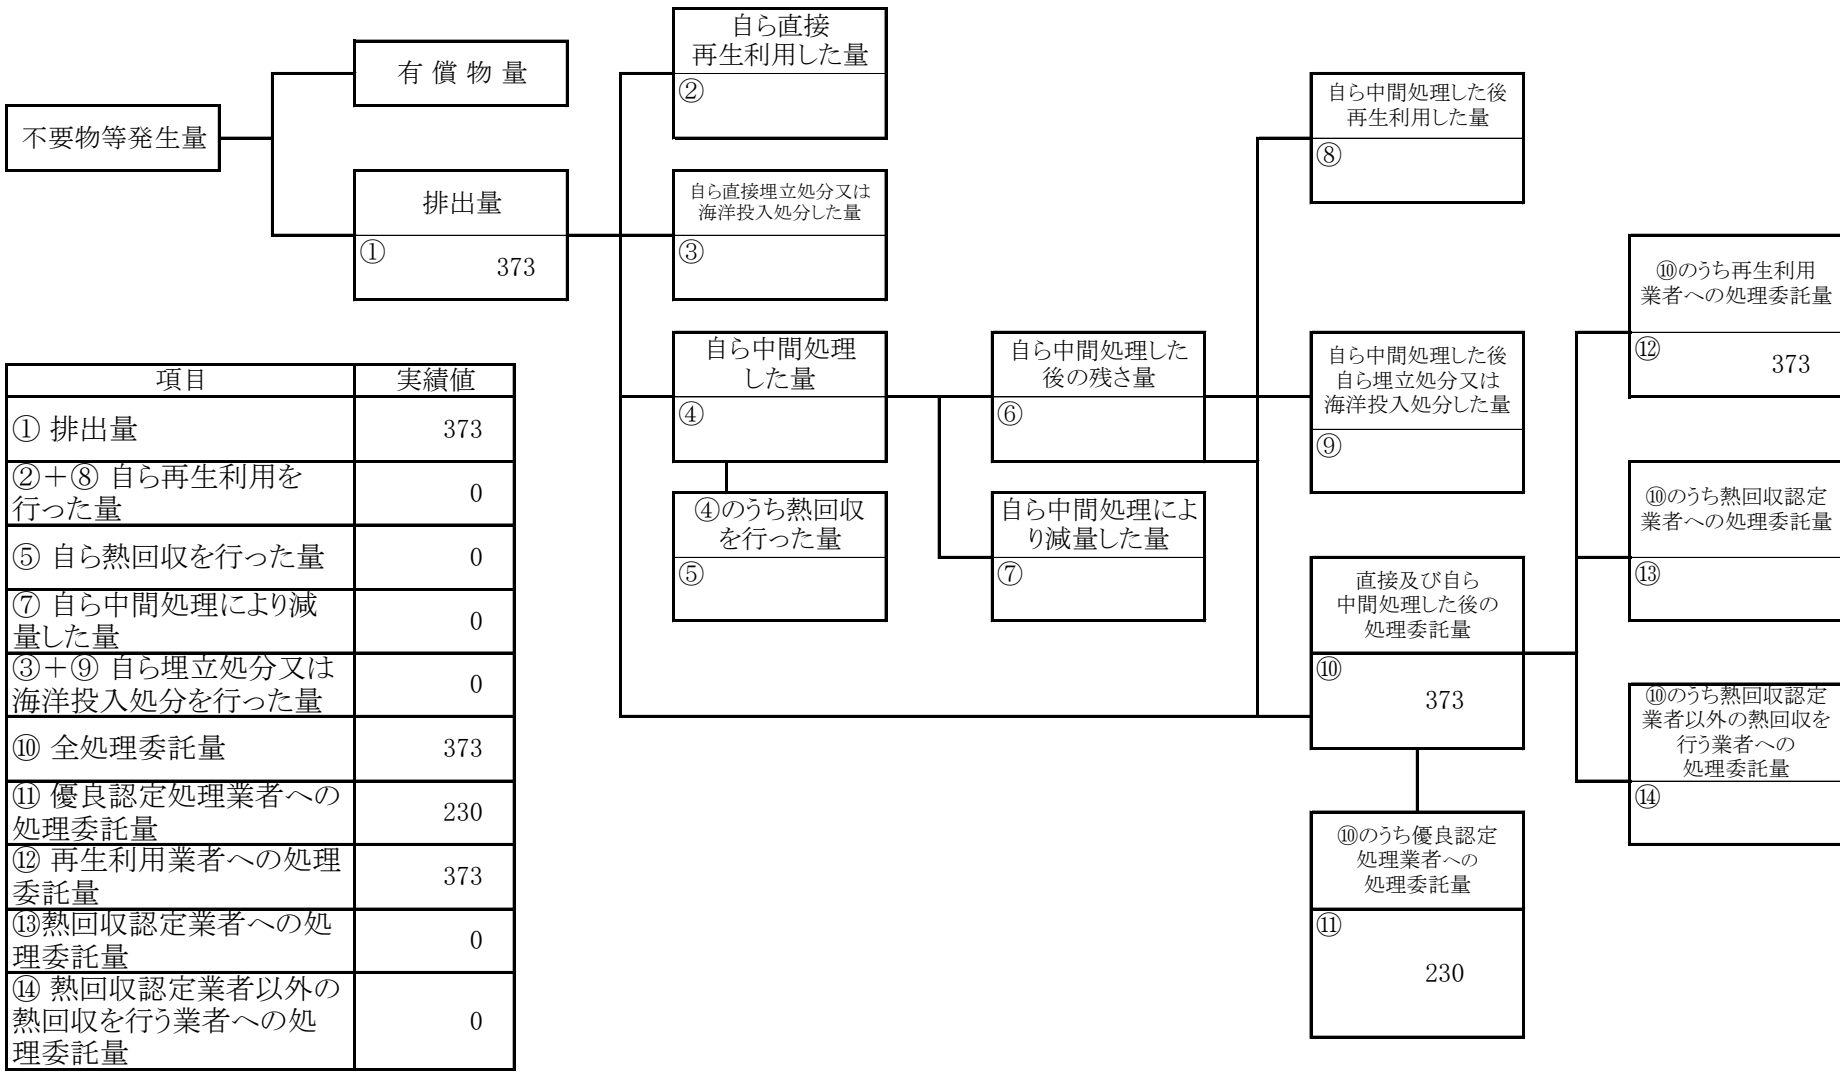 不要物等発生量
有償物量
排出量
①
373
自ら直接
再生利用した量
②
自ら直接埋立処分又は
海洋投入処分した量
③
自ら中間処理
した量
④
④のうち熱回収
を行った量
⑤
自ら中間処理した
後の残さ量
⑥
自ら中間処理によ
り減量した量
⑦
自ら中間処理した後
再生利用した量
⑧
自ら中間処理した後
自ら埋立処分又は
海洋投入処分した量
⑨
直接及び自ら
中間処理した後の
処理委託量
⑩
373
⑩のうち優良認定
処理業者への
処理委託量
⑪
230
⑩のうち再生利用
業者への処理委託量
⑫
373
⑩のうち熱回収認定
業者への処理委託量
⑬
⑩のうち熱回収認定
業者以外の熱回収を
行う業者への
処理委託量
⑭
項目 実績値
① 排出量 373
②+⑧ 自ら再生利用を
行った量 0
⑤ 自ら熱回収を行った量 0
⑦ 自ら中間処理により減
量した量 0
③+⑨ 自ら埋立処分又は
海洋投入処分を行った量 0
⑩ 全処理委託量 373
⑪ 優良認定処理業者への
処理委託量 230
⑫ 再生利用業者への処理
委託量 373
⑬熱回収認定業者への処
理委託量 0
⑭ 熱回収認定業者以外の
熱回収を行う業者への処
理委託量 0